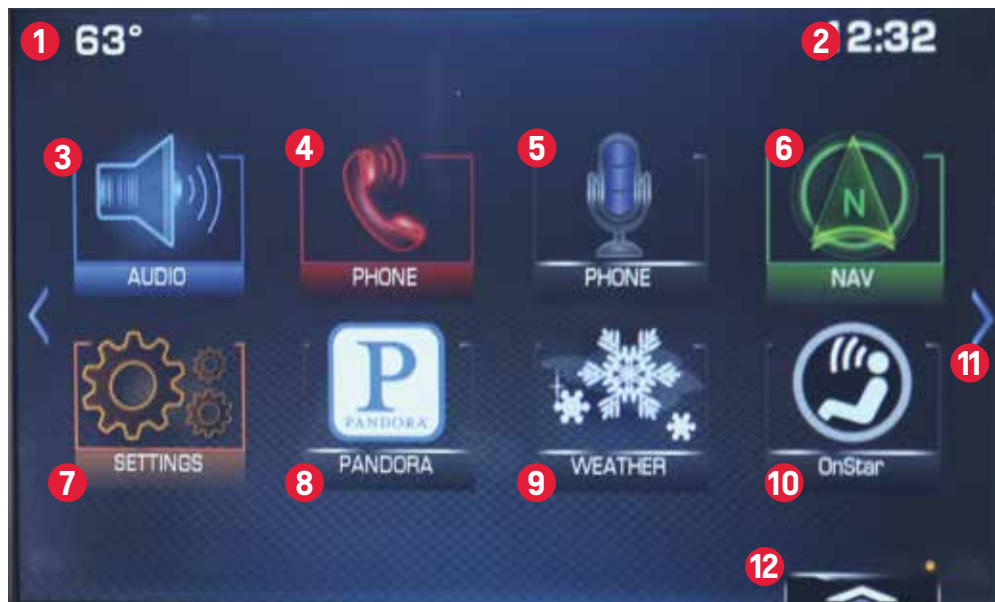 1 63° 2 12:32
3 4 5 6
N
AUDIO PHONE PHONE NAV
P
PANDORA
11
SETTINGS PANDORA WEATHER OnStar
7 8 9 10
12